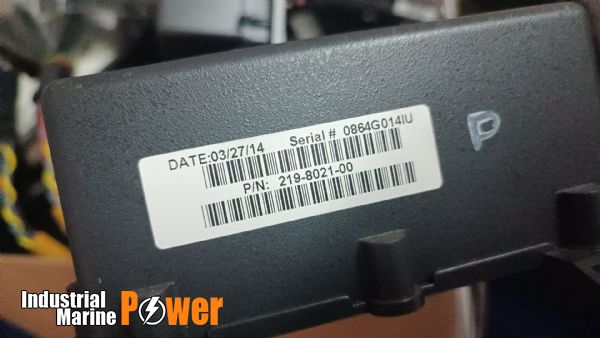 DATE:03/27/14 Serial # 0864G014IU
P/N: 219-8021-00
P
Industrial
Marine Power